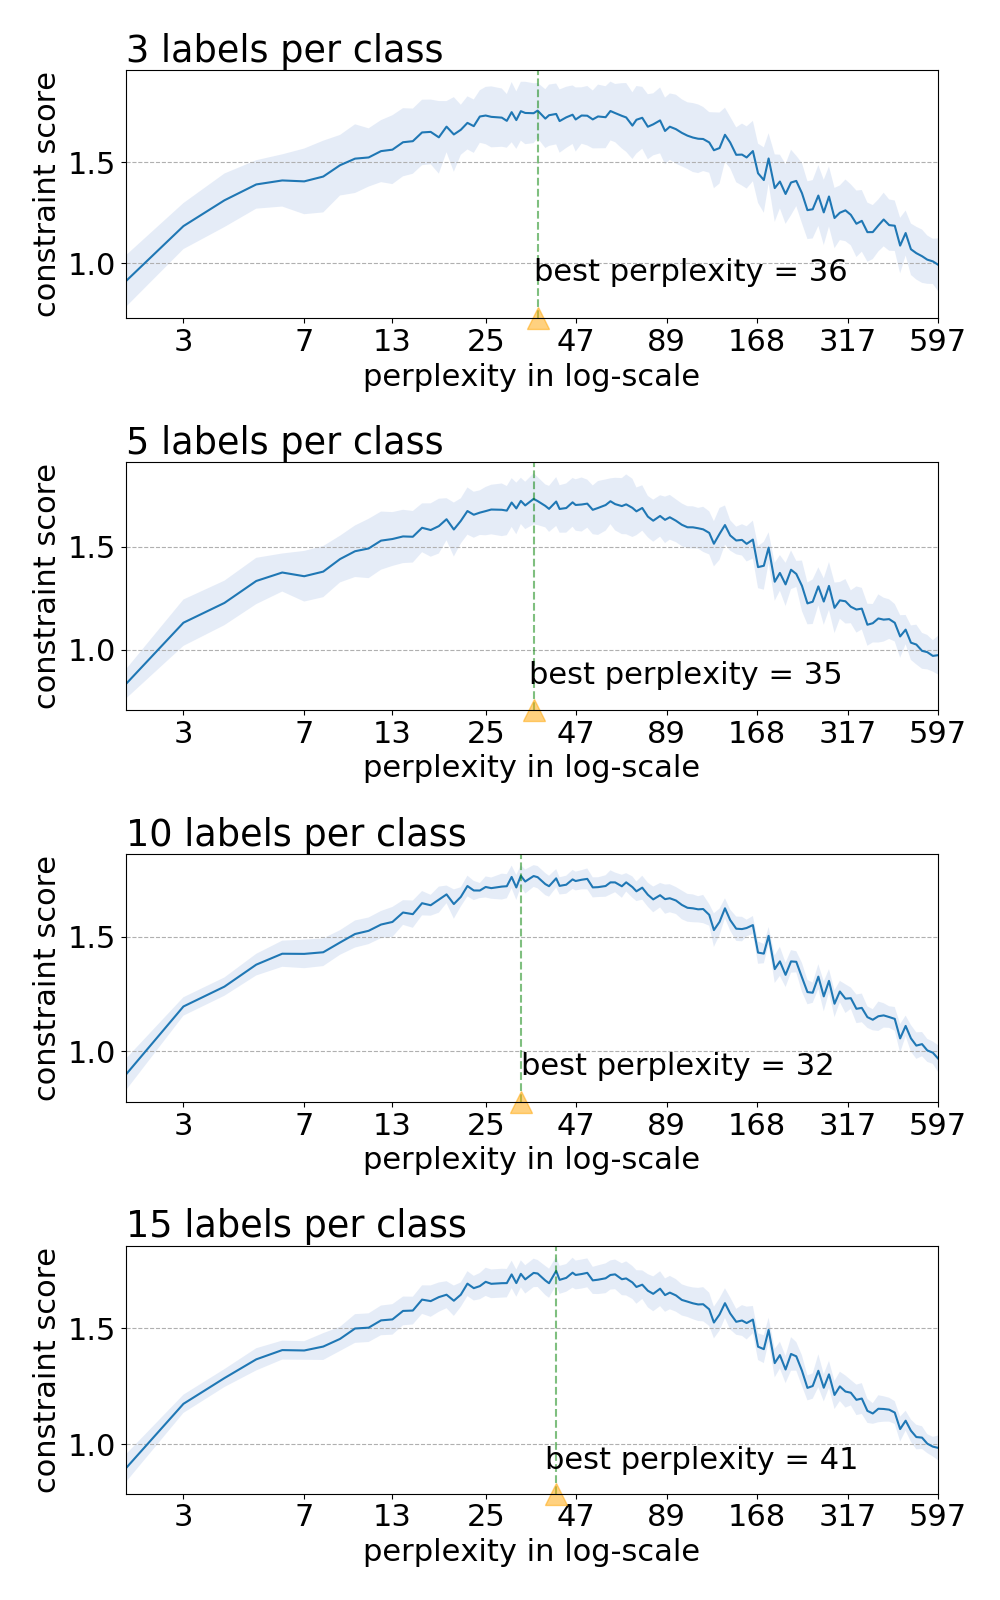 3 labels per class
constraint score
1.5
1.0
best perplexity = 36
3 7 13 25 47 89 168 317 597
perplexity in log-scale
5 labels per class
constraint score
1.5
1.0
best perplexity = 35
3 7 13 25 47 89 168 317 597
perplexity in log-scale
10 labels per class
constraint score
1.5
1.0
best perplexity = 32
3 7 13 25 47 89 168 317 597
perplexity in log-scale
15 labels per class
constraint score
1.5
1.0
best perplexity = 41
3 7 13 25 47 89 168 317 597
perplexity in log-scale